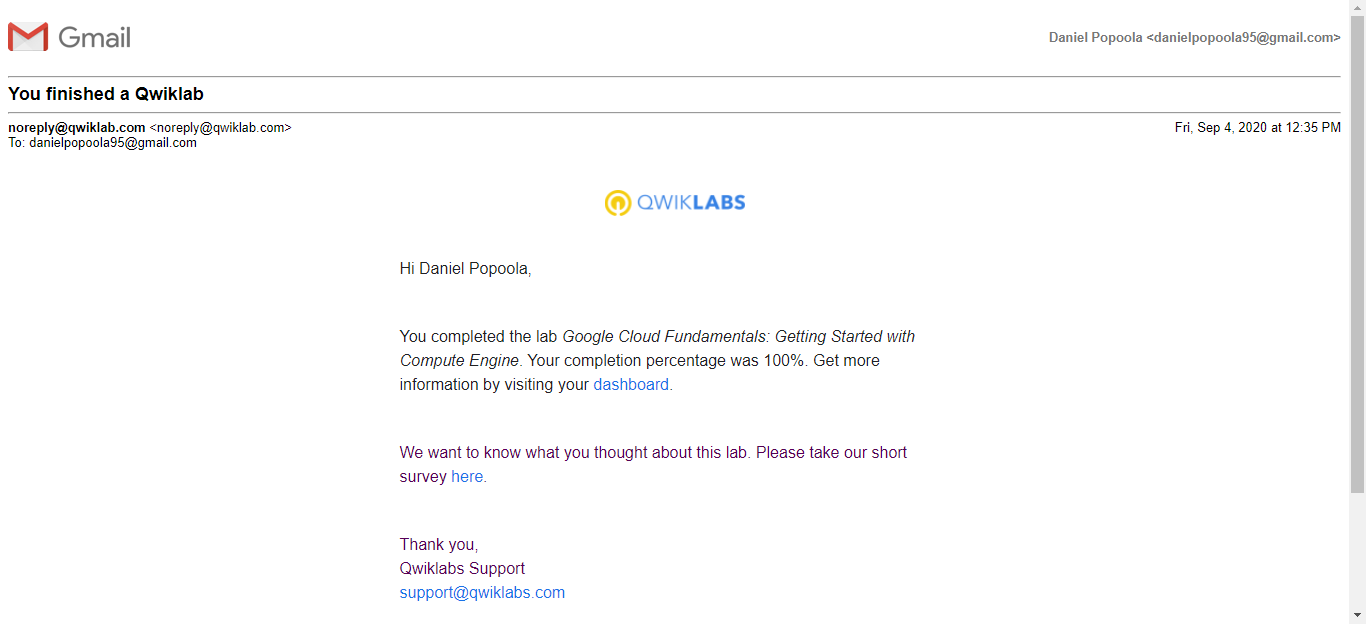 Gmail
Daniel Popoola <danielpopoola95@gmail.com>
You finished a Qwiklab
noreply@qwiklab.com <noreply@qwiklab.com>
Fri, Sep 4, 2020 at 12:35 PM
To: danielpopoola95@gmail.com
QWIKLABS
Hi Daniel Popoola,
You completed the lab Google Cloud Fundamentals: Getting Started with
Compute Engine. Your completion percentage was 100%. Get more
information by visiting your dashboard.
We want to know what you thought about this lab. Please take our short
survey here.
Thank you,
Qwiklabs Support
support@qwiklabs.com